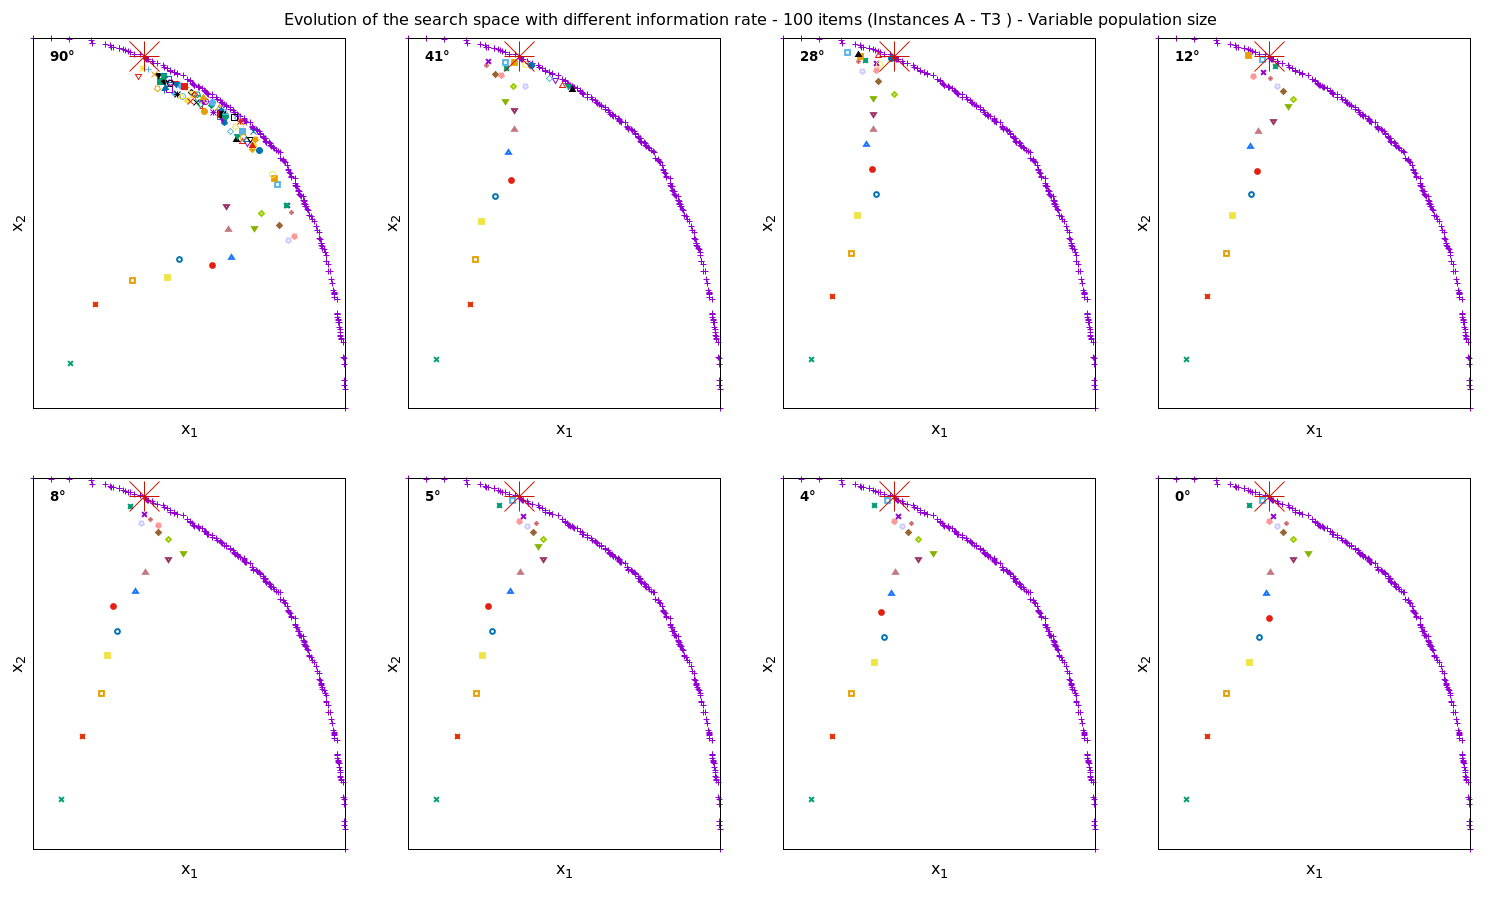 Evolution of the search space with different information rate - 100 items (Instances A - T3 ) - Variable population size
90°
41°
28°
12°
x2
x2
x2
x2
x1
x1
x1
x1
8°
5°
4°
0°
x2
x2
x2
x2
x1
x1
x1
x1